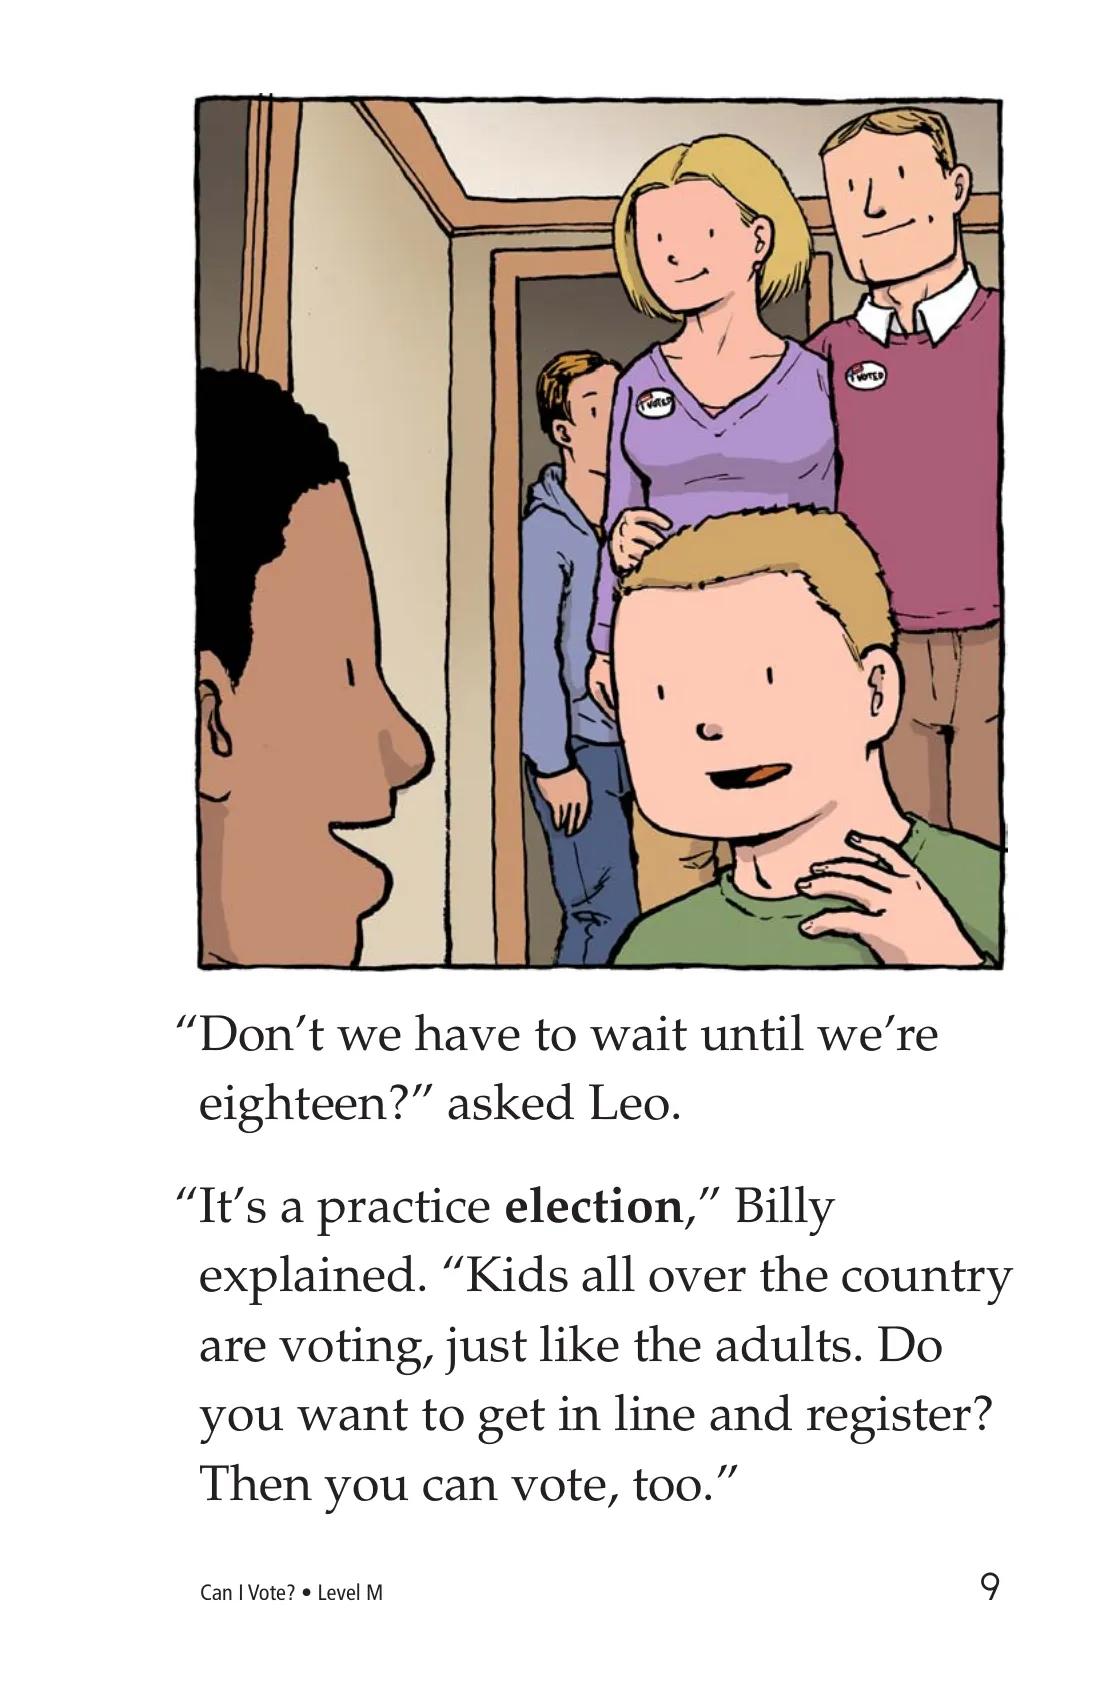 I VOTED
I VOTED
“Don’t we have to wait until we’re
eighteen?” asked Leo.
“It’s a practice election,” Billy
explained. “Kids all over the country
are voting, just like the adults. Do
you want to get in line and register?
Then you can vote, too.”
Can I Vote? • Level M
9